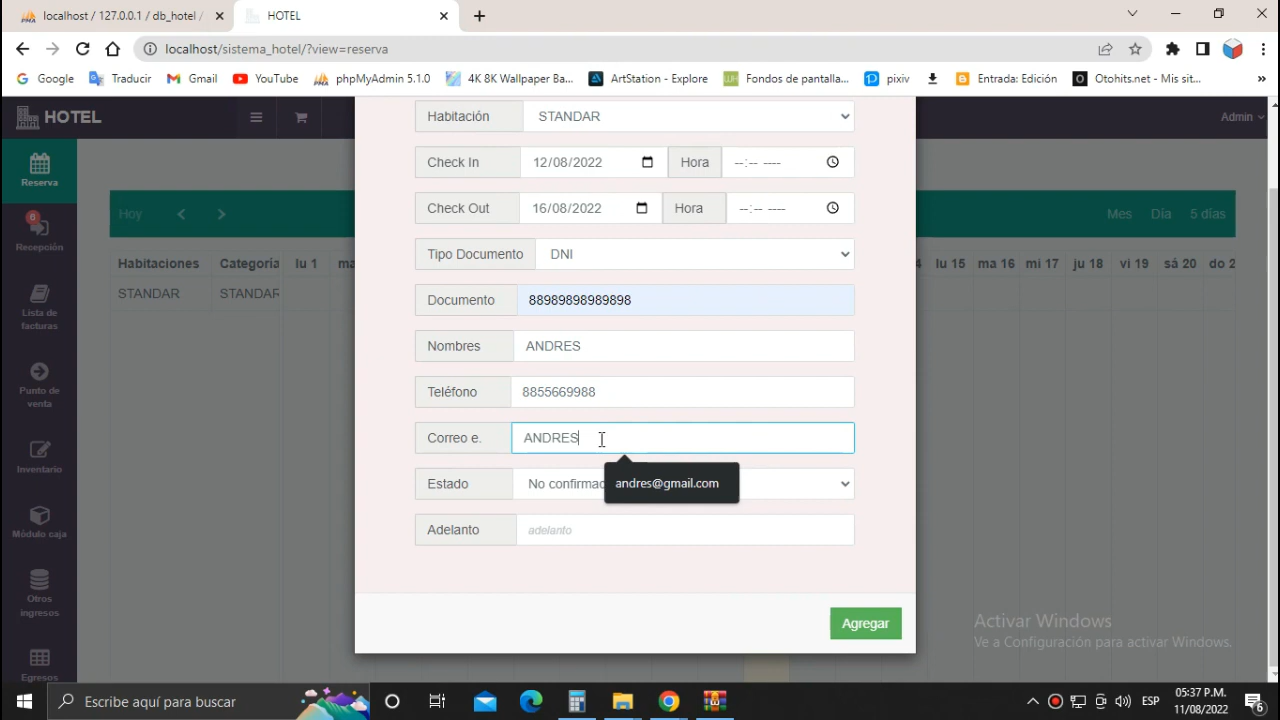 localhost / 127.0.0.1 / db_hotel /
HOTEL
localhost/sistema_hotel/?view=reserva
Google
Traducir
Gmail
YouTube
phpMyAdmin 5.1.0
4K 8K Wallpaper Ba...
ArtStation - Explore
Fondos de pantall...
pixiv
Entrada: Edición
Otohits.net - Mis sit...
HOTEL
Admin
Reserva
6
Recepción
Lista de
facturas
Punto de
venta
Inventario
Módulo caja
Otros
ingresos
Egresos
Hoy
Mes
Día
5 días
Habitaciones
Categoría
lu 1
ma
4
lu 15
ma 16
mi 17
ju 18
vi 19
sá 20
do 2
STANDAR
STANDAR
Habitación
STANDAR
Check In
12/08/2022
Hora
--:-- ----
Check Out
16/08/2022
Hora
--:-- ----
Tipo Documento
DNI
Documento
88989898989898
Nombres
ANDRES
Teléfono
8855669988
Correo e.
ANDRES
andres@gmail.com
Estado
No confirmac
Adelanto
adelanto
Agregar
Activar Windows
Ve a Configuración para activar Windows.
Escribe aquí para buscar
ESP
05:37 P.M.
11/08/2022
6